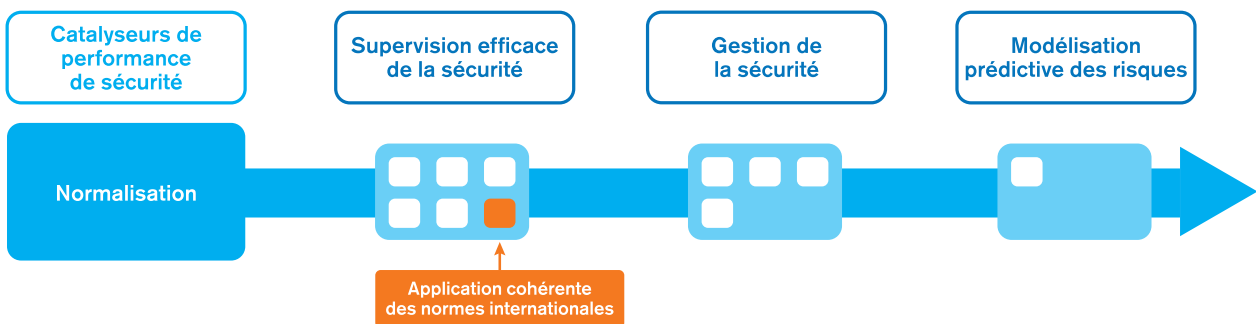 Catalyseurs de
performance
de sécurité
Supervision efficace
de la sécurité
Gestion de
la sécurité
Modélisation
prédictive des risques
Normalisation
Application cohérente
des normes internationales